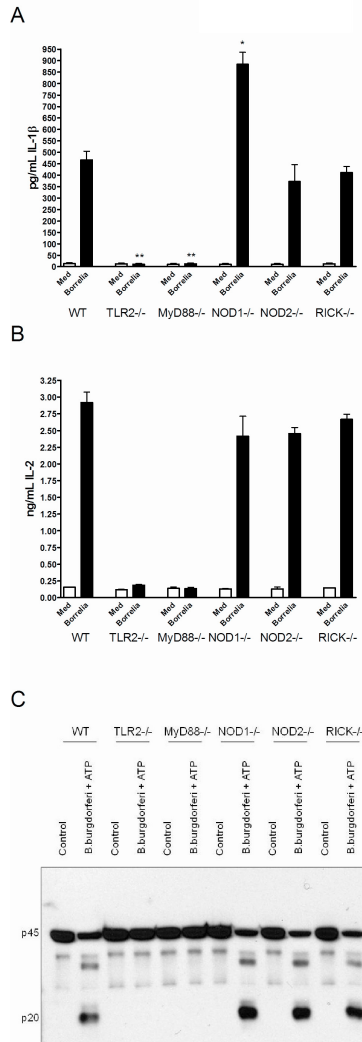 A
950
900
850
800
750
700
650
600
550
500
450
400
350
300
250
200
150
100
50
0
pg/mL IL-1β
*
**
**
Med Borrelia Med Borrelia Med Borrelia Med Borrelia Med Borrelia Med Borrelia
WT TLR2-/- MyD88-/- NOD1-/- NOD2-/- RICK-/-
B
3.25
3.00
2.75
2.50
2.25
2.00
1.75
1.50
1.25
1.00
0.75
0.50
0.25
0.00
ng/mL IL-2
Med Borrelia Med Borrelia Med Borrelia Med Borrelia Med Borrelia Med Borrelia
WT TLR2-/- MyD88-/- NOD1-/- NOD2-/- RICK-/-
C
WT TLR2-/- MyD88-/- NOD1-/- NOD2-/- RICK-/-
Control B.burgdorferi + ATP Control B.burgdorferi + ATP Control B.burgdorferi + ATP Control B.burgdorferi + ATP Control B.burgdorferi + ATP Control B.burgdorferi + ATP
p45
p20